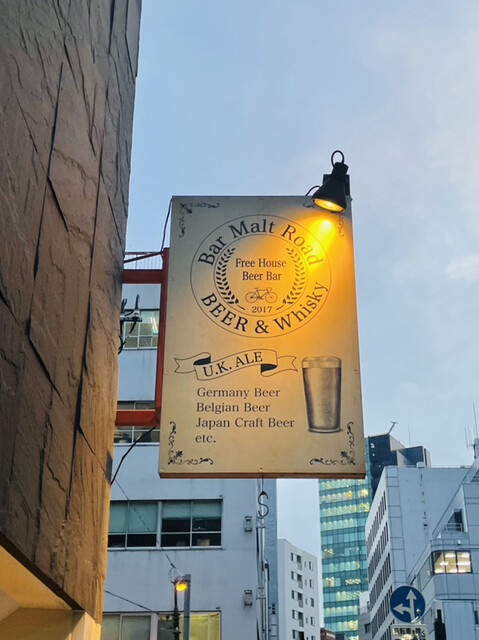 Bar Malt Road
Free House
Beer Bar
2017
BEER & Whisky
U.K. ALE
Germany Beer
Belgian Beer
Japan Craft Beer
etc.